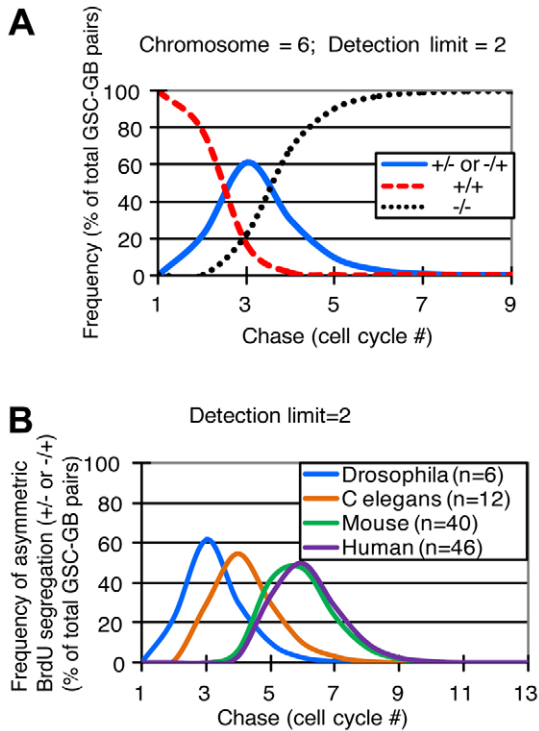 A
Chromosome = 6; Detection limit = 2
Frequency (% of total GSC-GB pairs)
100
80
60
40
20
0
+/- or -/+
+/+
-/-
1 3 5 7 9
Chase (cell cycle #)
B
Detection limit=2
Frequency of asymmetric
BrdU segregation (+/- or -/+)
(% of total GSC-GB pairs)
100
80
60
40
20
0
Drosophila (n=6)
C elegans (n=12)
Mouse (n=40)
Human (n=46)
1 3 5 7 9 11 13
Chase (cell cycle #)